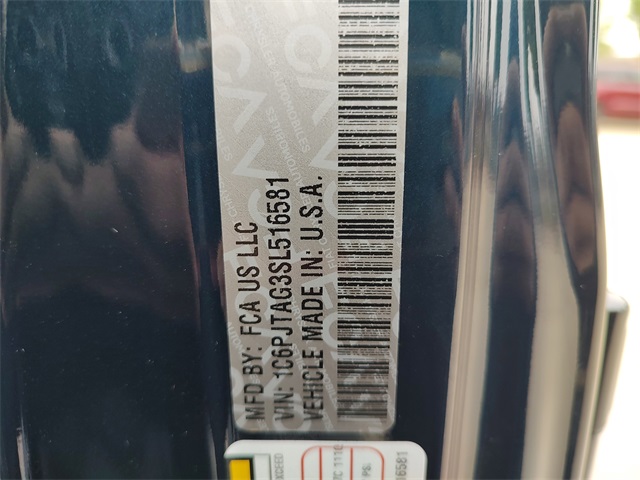 MFD BY: FCA US LLC
VIN: 1C6PJTAG3SL516581
VEHICLE MADE IN: U.S.A.